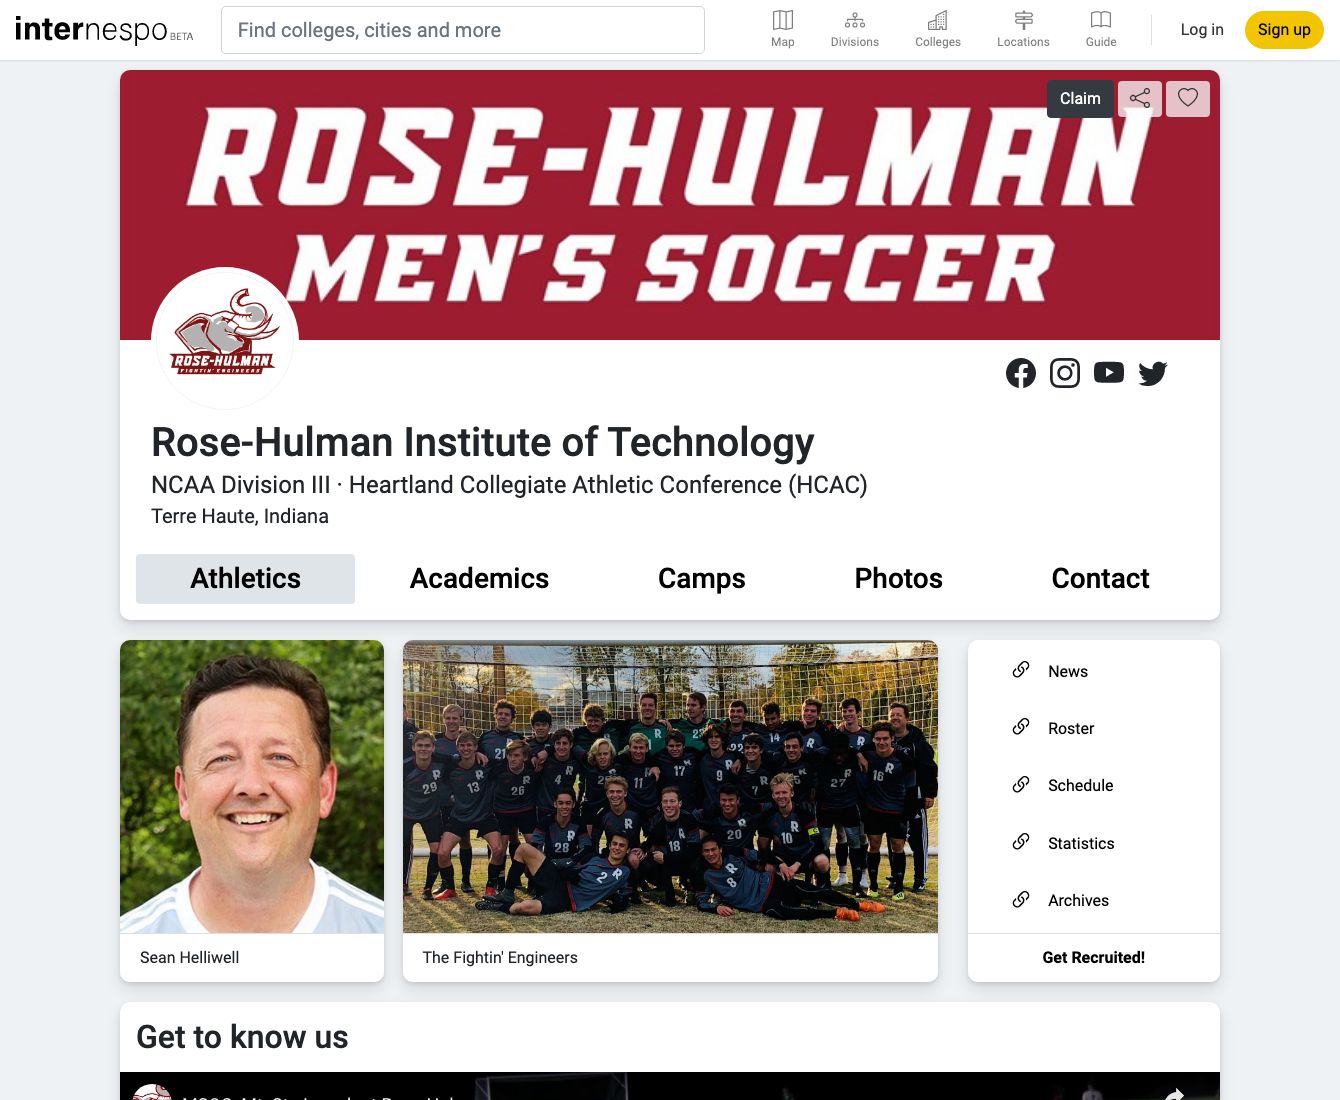 internespo BETA
Find colleges, cities and more
Map
Divisions
Colleges
Locations
Guide
Log in
Sign up
Claim
ROSE-HULMAN
MEN'S SOCCER
ROSE-HULMAN
FIGHTIN' ENGINEERS
Rose-Hulman Institute of Technology
NCAA Division III · Heartland Collegiate Athletic Conference (HCAC)
Terre Haute, Indiana
Athletics
Academics
Camps
Photos
Contact
Sean Helliwell
The Fightin' Engineers
News
Roster
Schedule
Statistics
Archives
Get Recruited!
Get to know us